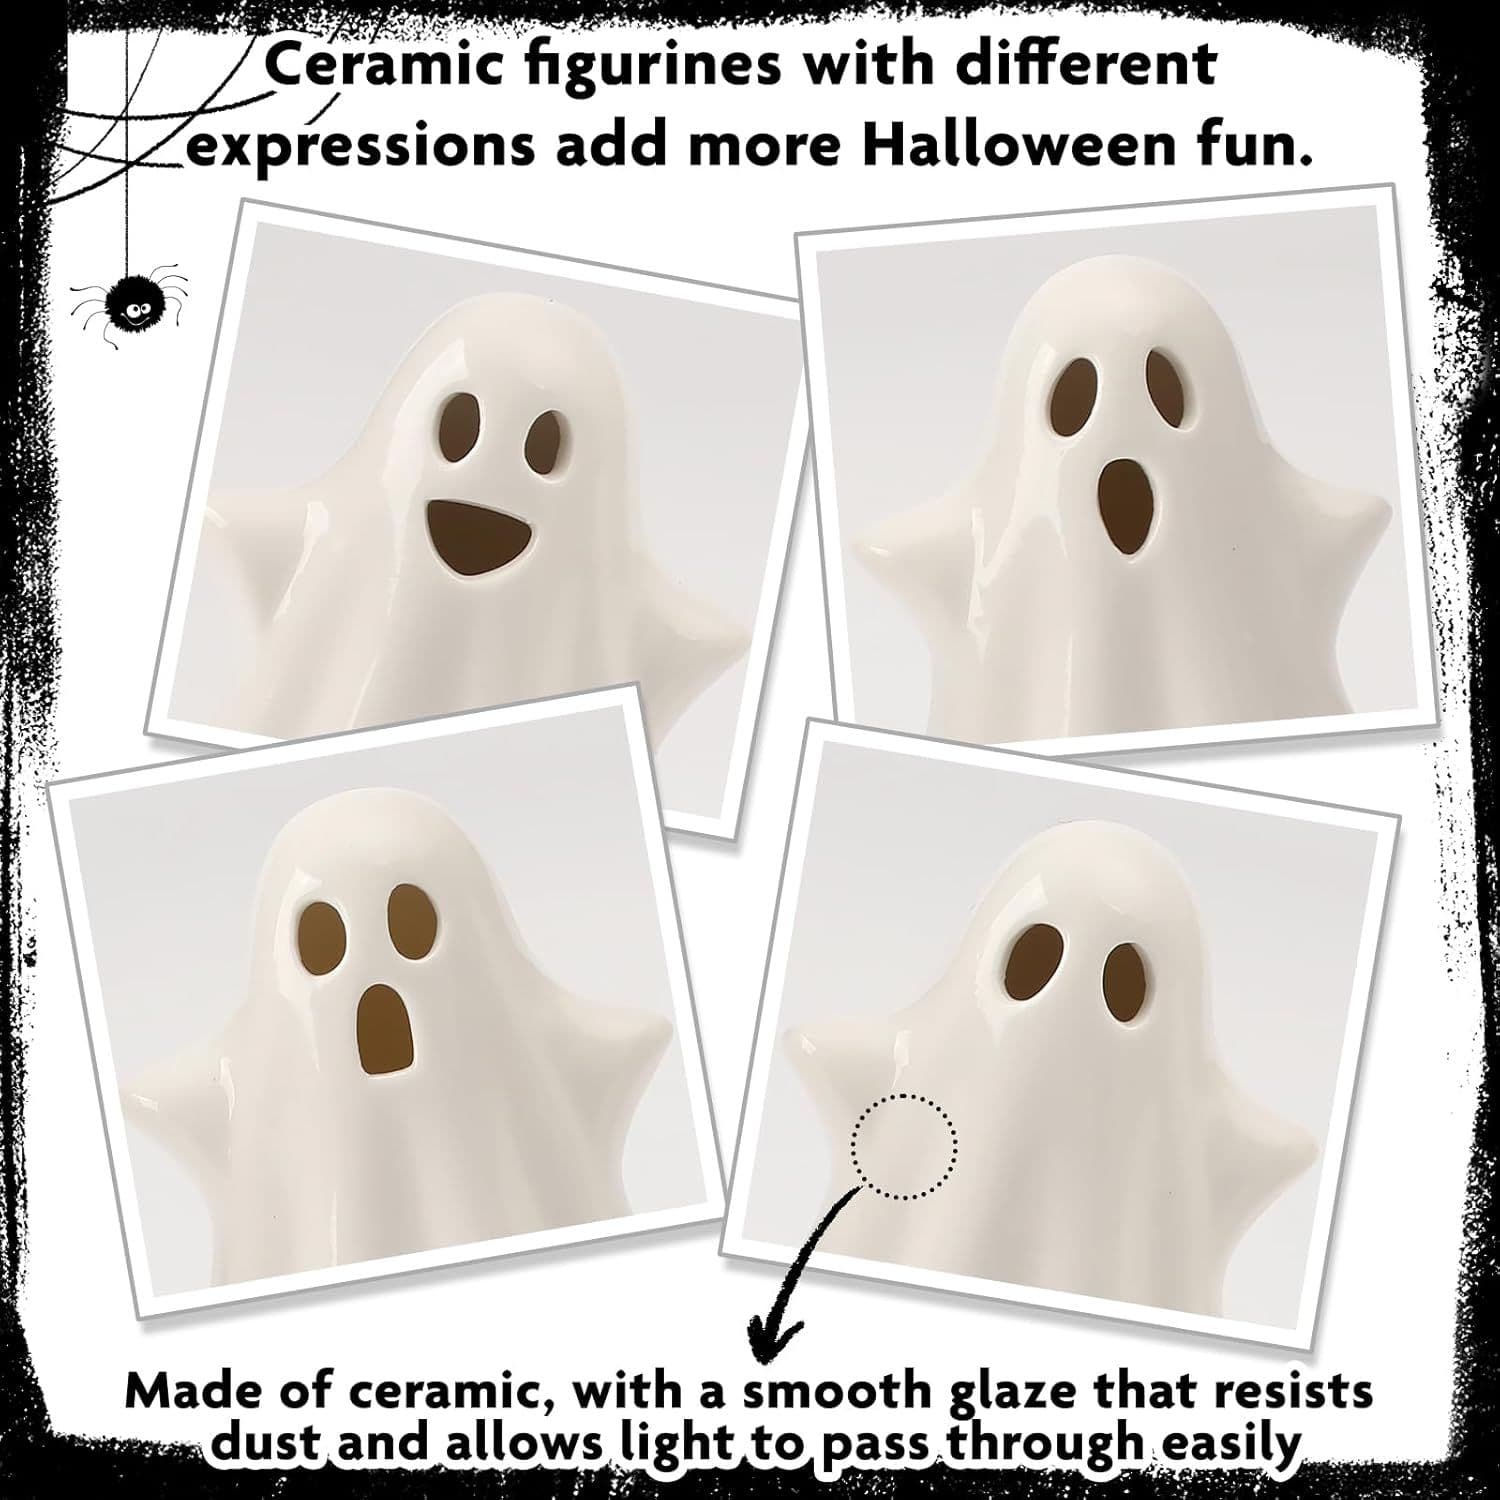 Ceramic figurines with different
expressions add more Halloween fun.
Made of ceramic, with a smooth glaze that resists
dust and allows light to pass through easily